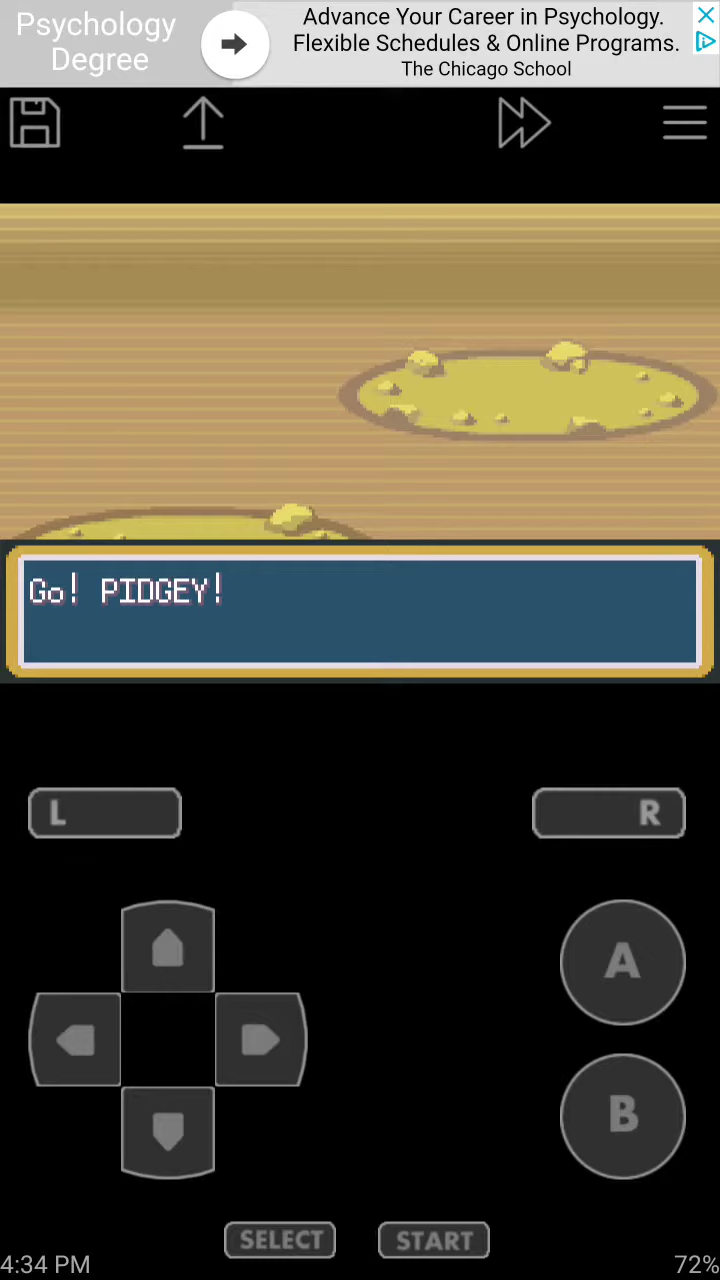 Psychology
Degree
Advance Your Career in Psychology.
Flexible Schedules & Online Programs.
The Chicago School
Go! PIDGEY!
L
R
A
B
SELECT
START
4:34 PM
72%